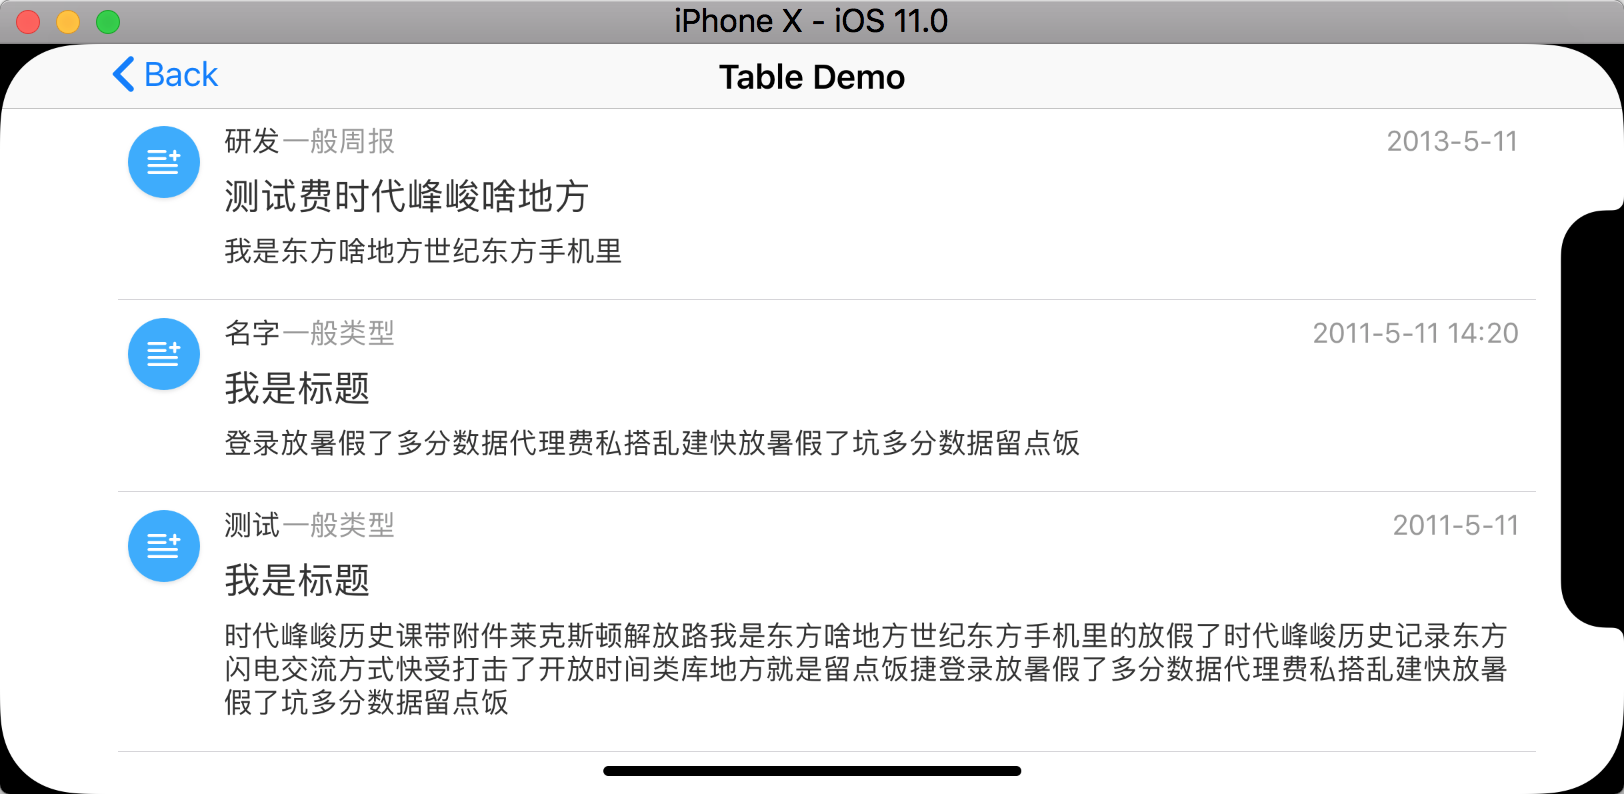 iPhone X - iOS 11.0
Back
Table Demo
研发一般周报 2013-5-11
测试费时代峰峻啥地方
我是东方啥地方世纪东方手机里
名字一般类型 2011-5-11 14:20
我是标题
登录放暑假了多分数据代理费私搭乱建快放暑假了坑多分数据留点饭
测试一般类型 2011-5-11
我是标题
时代峰峻历史课带附件莱克斯顿解放路我是东方啥地方世纪东方手机里的放假了时代峰峻历史记录东方
闪电交流方式快受打击了开放时间类库地方就是留点饭捷登录放暑假了多分数据代理费私搭乱建快放暑
假了坑多分数据留点饭